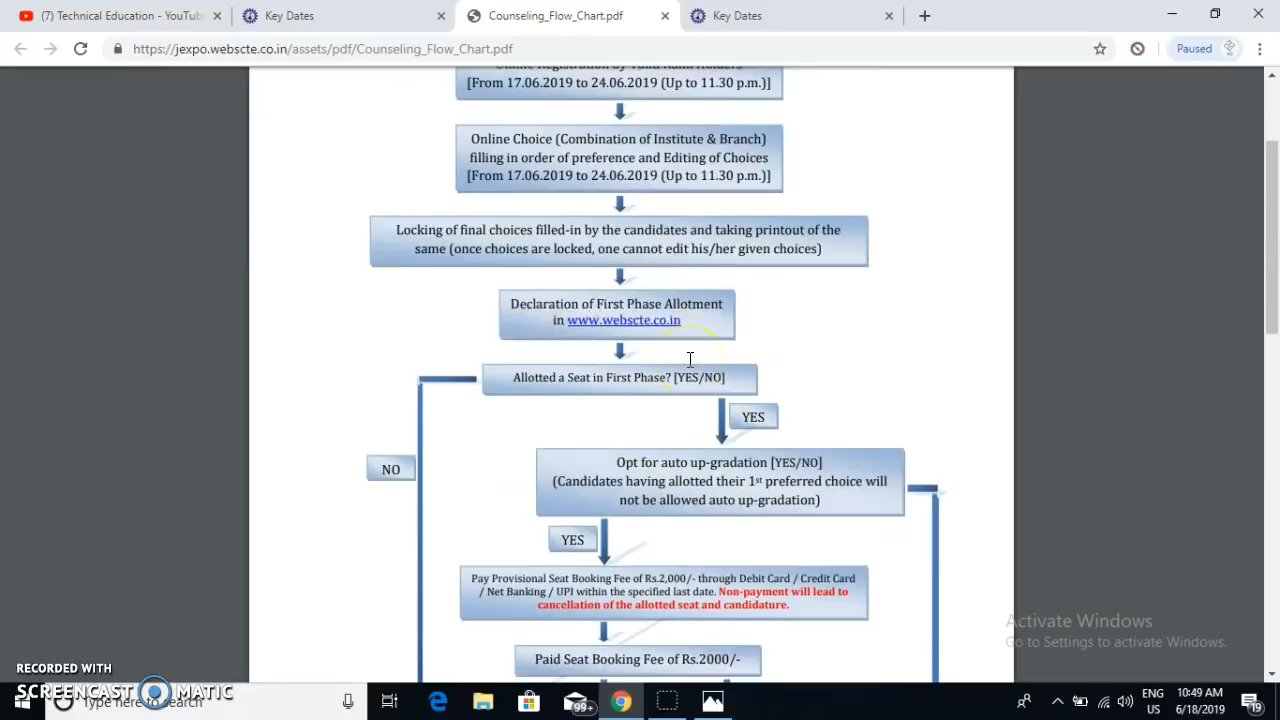 (7) Technical Education - YouTub
Key Dates
Counseling_Flow_Chart.pdf
Key Dates
https://jexpo.webscte.co.in/assets/pdf/Counseling_Flow_Chart.pdf
Paused
Online Registration by Valid Rank Holders
[From 17.06.2019 to 24.06.2019 (Up to 11.30 p.m.)]
Online Choice (Combination of Institute & Branch)
filling in order of preference and Editing of Choices
[From 17.06.2019 to 24.06.2019 (Up to 11.30 p.m.)]
Locking of final choices filled-in by the candidates and taking printout of the
same (once choices are locked, one cannot edit his/her given choices)
Declaration of First Phase Allotment
in www.webscte.co.in
Allotted a Seat in First Phase? [YES/NO]
YES
NO
Opt for auto up-gradation [YES/NO]
(Candidates having allotted their 1st preferred choice will
not be allowed auto up-gradation)
YES
Pay Provisional Seat Booking Fee of Rs.2,000/- through Debit Card / Credit Card
/ Net Banking / UPI within the specified last date. Non-payment will lead to
cancellation of the allotted seat and candidature.
Paid Seat Booking Fee of Rs.2000/-
Activate Windows
Go to Settings to activate Windows.
RECORDED WITH
SCREENCAST MATIC
Type here to search
99+
ENG
US
10:49 AM
6/18/2019
19